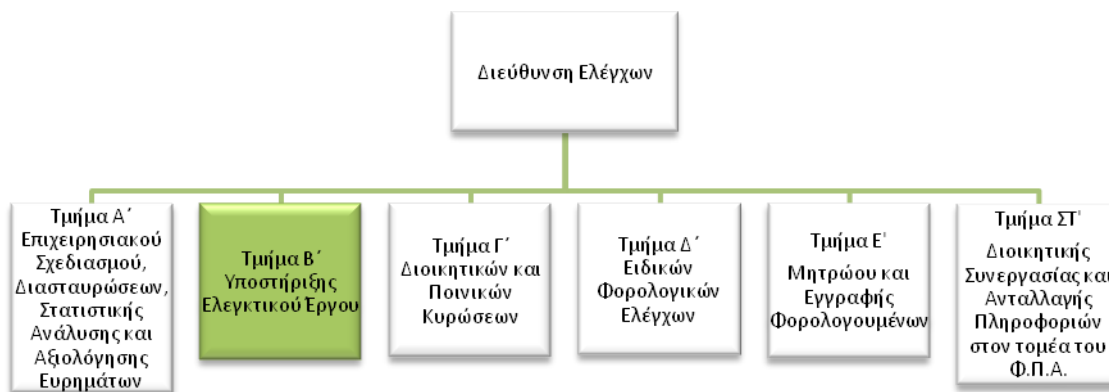 Διεύθυνση Ελέγχων
Τμήμα Α΄
Επιχειρησιακού
Σχεδιασμού,
Διασταυρώσεων,
Στατιστικής
Ανάλυσης και
Αξιολόγησης
Ευρημάτων
Τμήμα Β΄
Υποστήριξης
Ελεγκτικού Έργου
Τμήμα Γ΄
Διοικητικών και
Ποινικών
Κυρώσεων
Τμήμα Δ΄
Ειδικών
Φορολογικών
Ελέγχων
Τμήμα Ε'
Μητρώου και
Εγγραφής
Φορολογουμένων
Τμήμα ΣΤ'
Διοικητικής
Συνεργασίας και
Ανταλλαγής
Πληροφοριών
στον τομέα του
Φ.Π.Α.